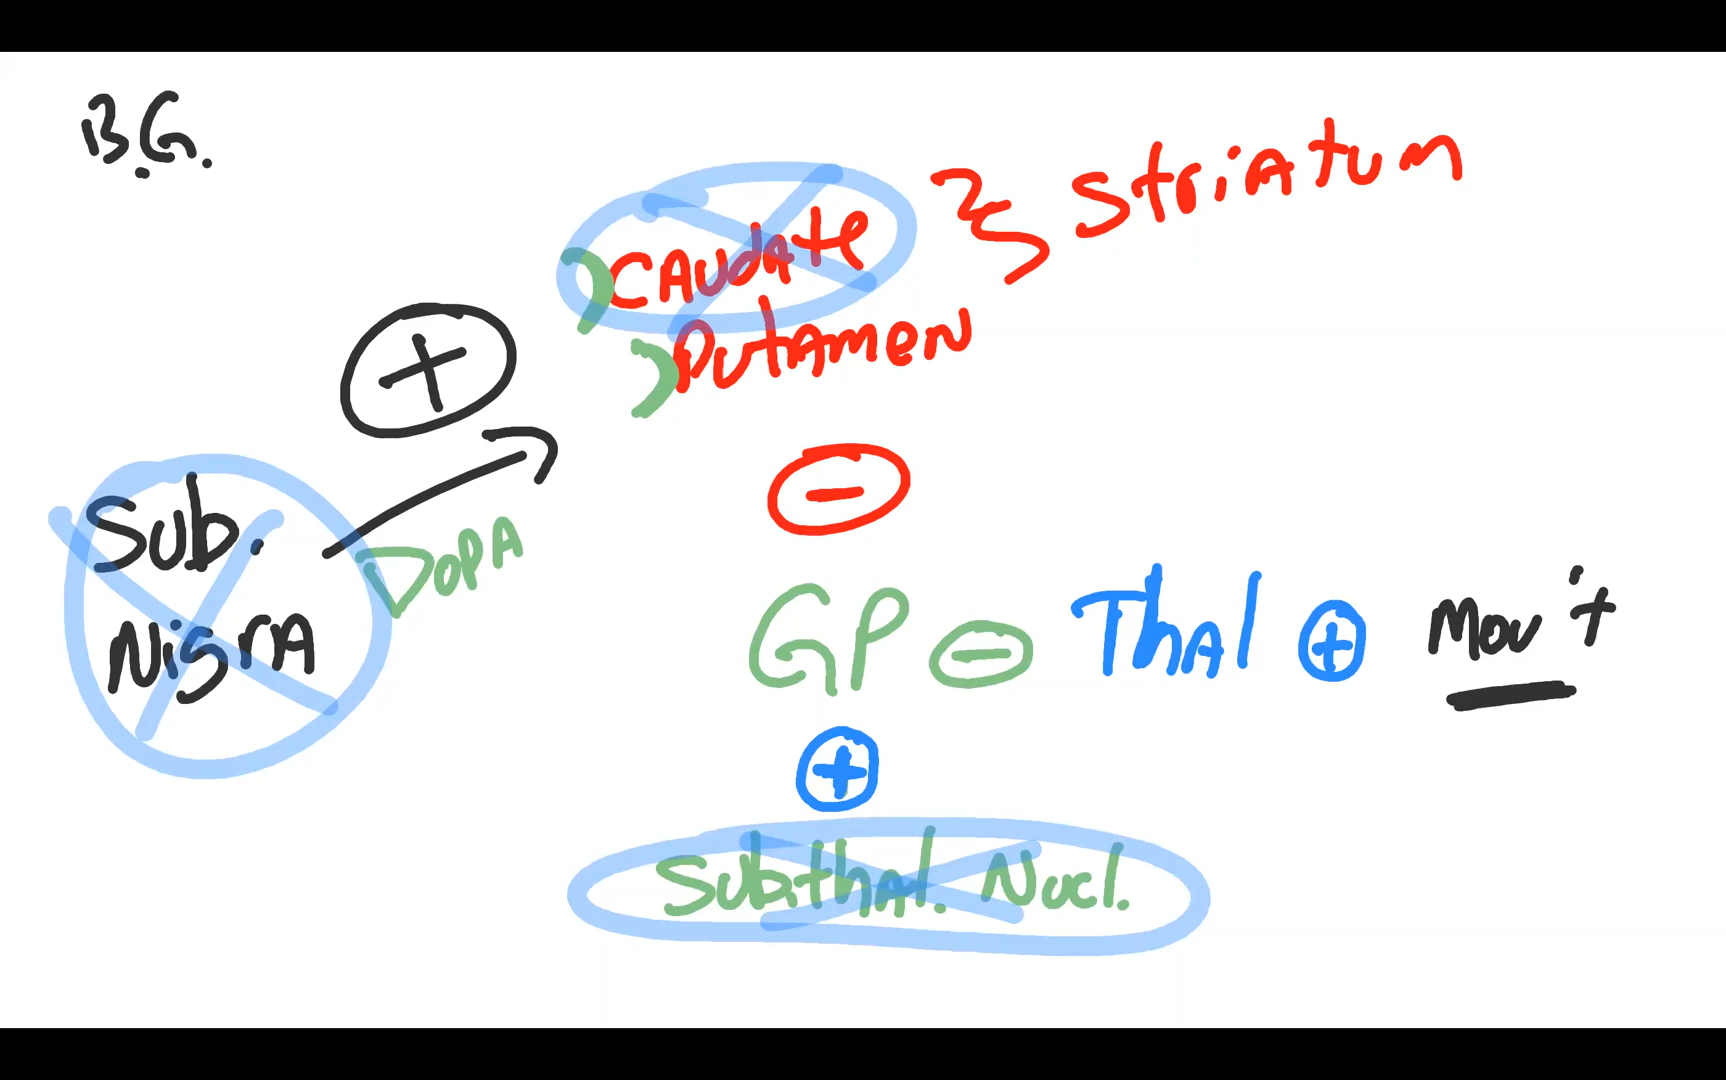 B.G.
Caudate } Striatum
Putamen
+
Sub.
Nigra
DOPA
-
GP - Thal + Mov't
+
Subthal. Nucl.